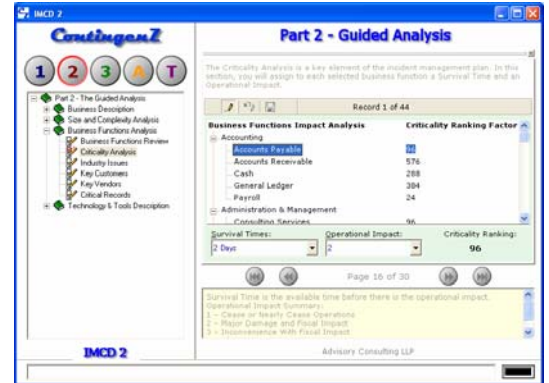 IMCD 2
ContingenZ
1 2 3 A T
Part 2 - The Guided Analysis
Business Description
Size and Complexity Analysis
Business Functions Analysis
Business Functions Review
Criticality Analysis
Industry Issues
Key Customers
Key Vendors
Critical Records
Technology & Tools Description
IMCD 2
Part 2 - Guided Analysis
The Criticality Analysis is a key element of the incident management plan. In this
section, you will assign to each selected business function a Survival Time and an
Operational Impact.
Record 1 of 44
Business Functions Impact Analysis Criticality Ranking Factor
Accounting
Accounts Payable 96
Accounts Receivable 576
Cash 288
General Ledger 384
Payroll 24
Administration & Management
Consulting Services 96
Survival Times: Operational Impact: Criticality Ranking:
2 Days 2 96
Page 16 of 30
Survival Time is the available time before there is the operational impact.
Operational Impact Summary:
1 - Cease or Nearly Cease Operations
2 - Major Damage and Fiscal Impact
3 - Inconvenience With Fiscal Impact
Advisory Consulting LLP